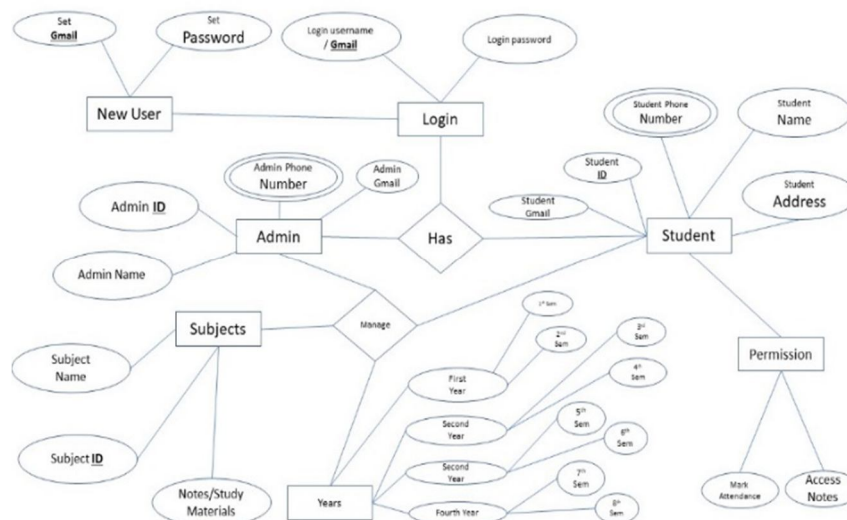 Set
Gmail
Set
Password
Login username
/ Gmail
Login password
New User
Login
Student Phone
Number
Student
Name
Student
ID
Student
Gmail
Student
Address
Admin Phone
Number
Admin
Gmail
Admin ID
Admin
Has
Student
Admin Name
Subjects
Manage
1st Sem
2nd
Sem
3rd
Sem
Subject
Name
First
Year
4th
Sem
Permission
Second
Year
5th
Sem
6th
Sem
Subject ID
Second
Year
7th
Sem
Notes/Study
Materials
Years
Fourth Year
8th
Sem
Mark
Attendance
Access
Notes